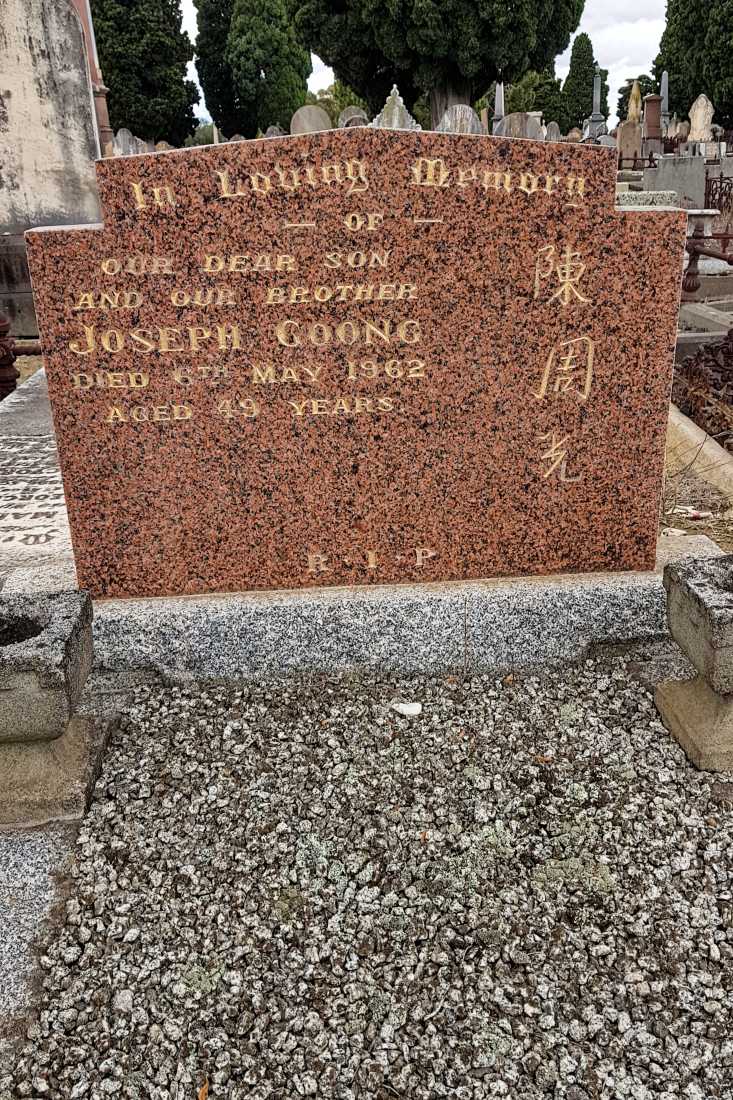 In Loving Memory
— OF —
OUR DEAR SON
AND OUR BROTHER
JOSEPH GOONG
DIED 6TH MAY 1962
AGED 49 YEARS
陳周光
R·I·P